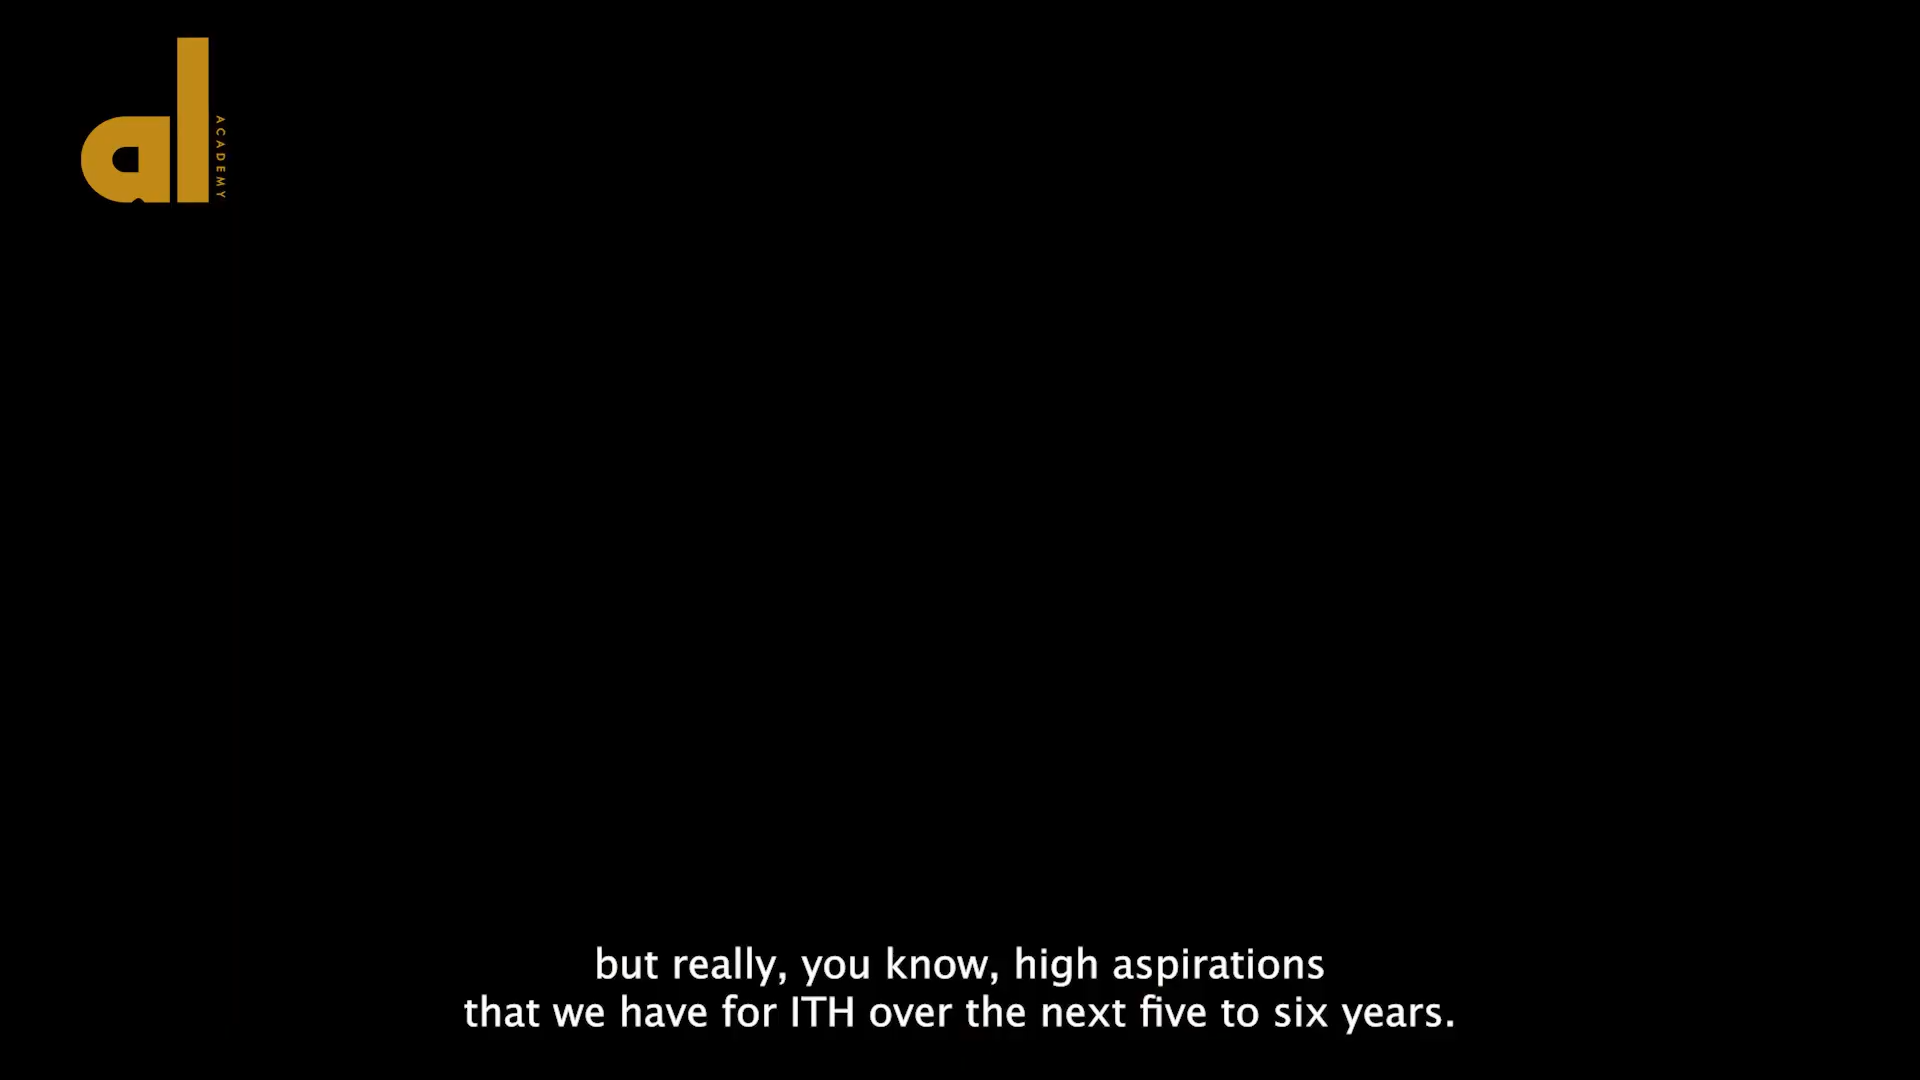 al
ACADEMY
but really, you know, high aspirations
that we have for ITH over the next five to six years.